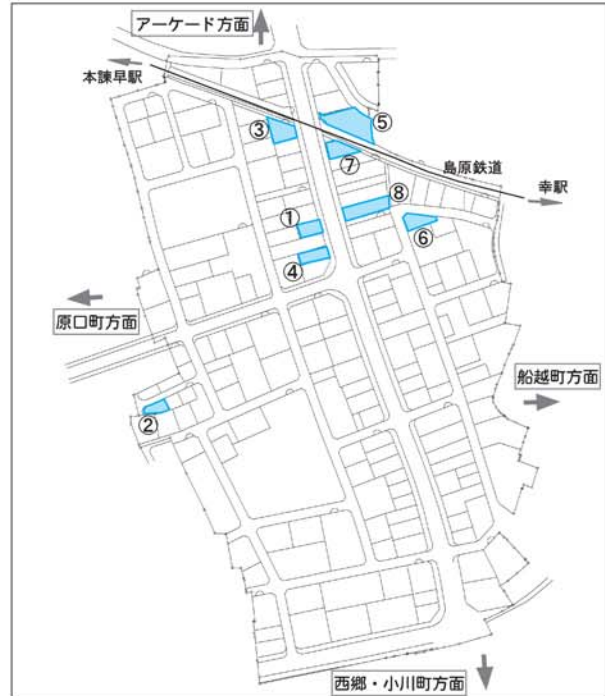 アーケード方面
本諫早駅
③
⑤
⑦
島原鉄道
幸駅
⑧
①
⑥
④
原口町方面
船越町方面
②
西郷・小川町方面